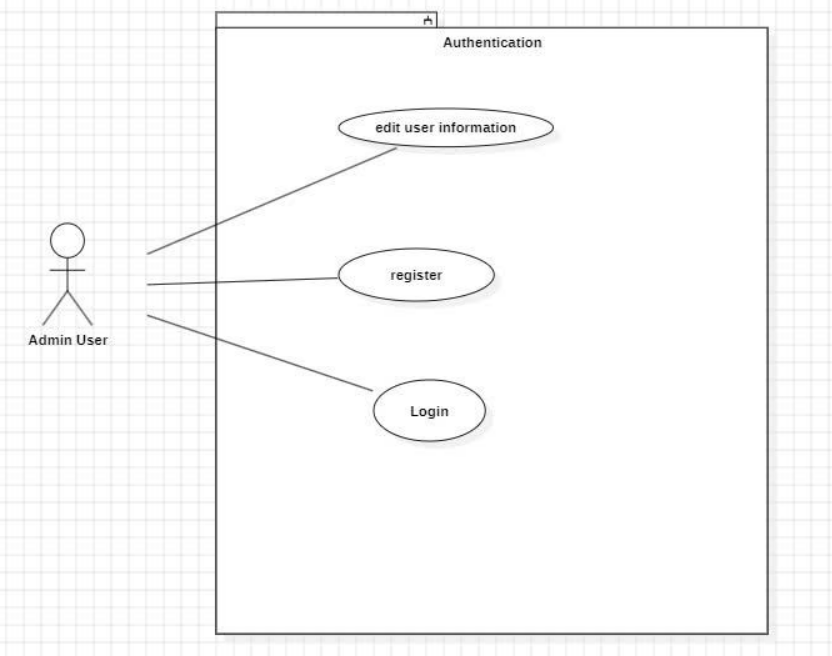 Authentication
edit user information
register
Admin User
Login